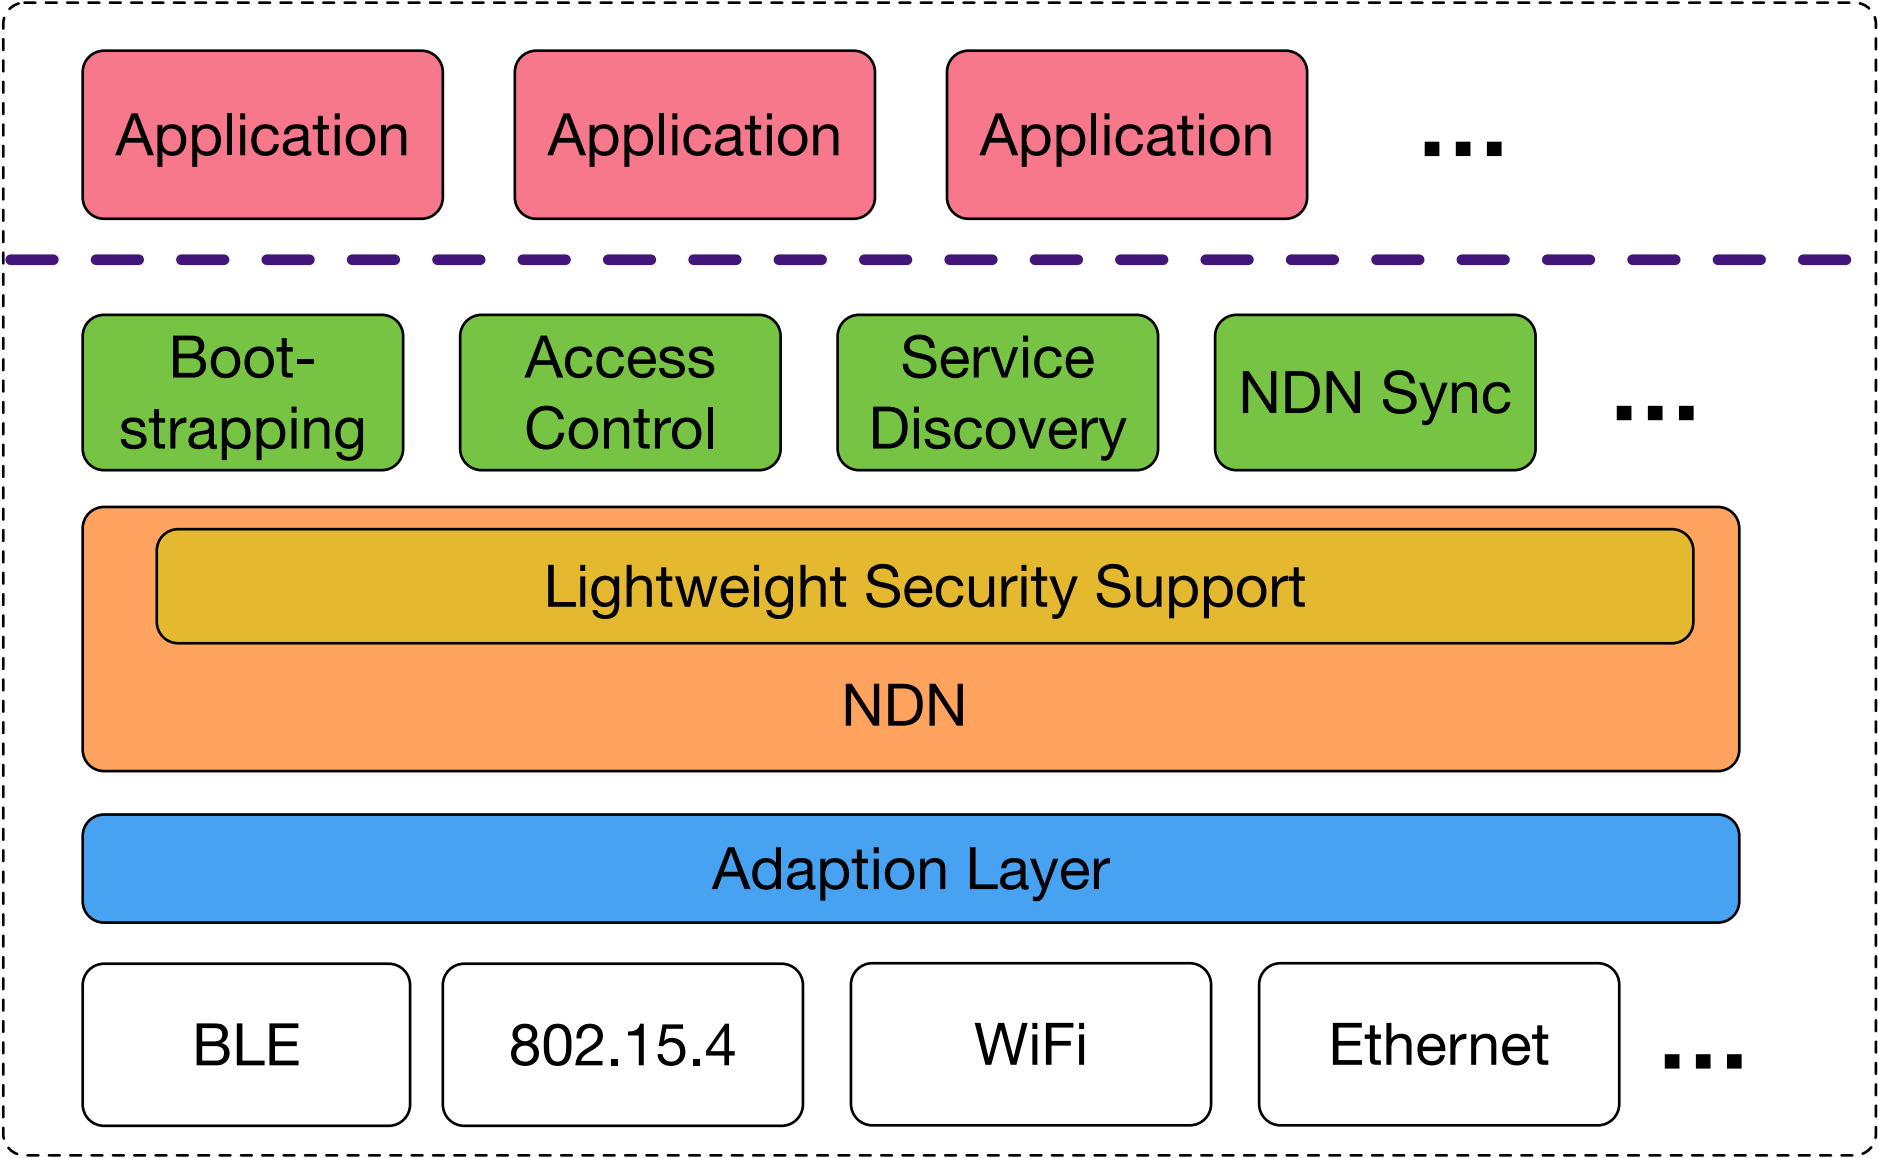 Application Application Application ...
Boot-
strapping
Access
Control
Service
Discovery
NDN Sync ...
Lightweight Security Support
NDN
Adaption Layer
BLE 802.15.4 WiFi Ethernet ...